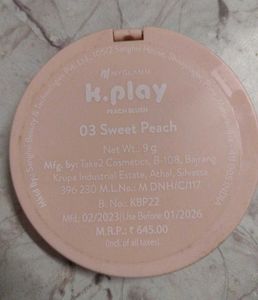 MYGLAMM
k.play
PEACH BLUSH
03 Sweet Peach
Net Wt.: 9 g
Mfg. by: Take2 Cosmetics, B-108, Bajrang
Krupa Industrial Estate, Athal, Silvassa
396 230 M.L.No.: M DNH/C/117
B. No.: KBP22
Mfd.: 02/2023|Use Before: 01/2026
M.R.P.: ₹ 645.00
(Incl. of all taxes)